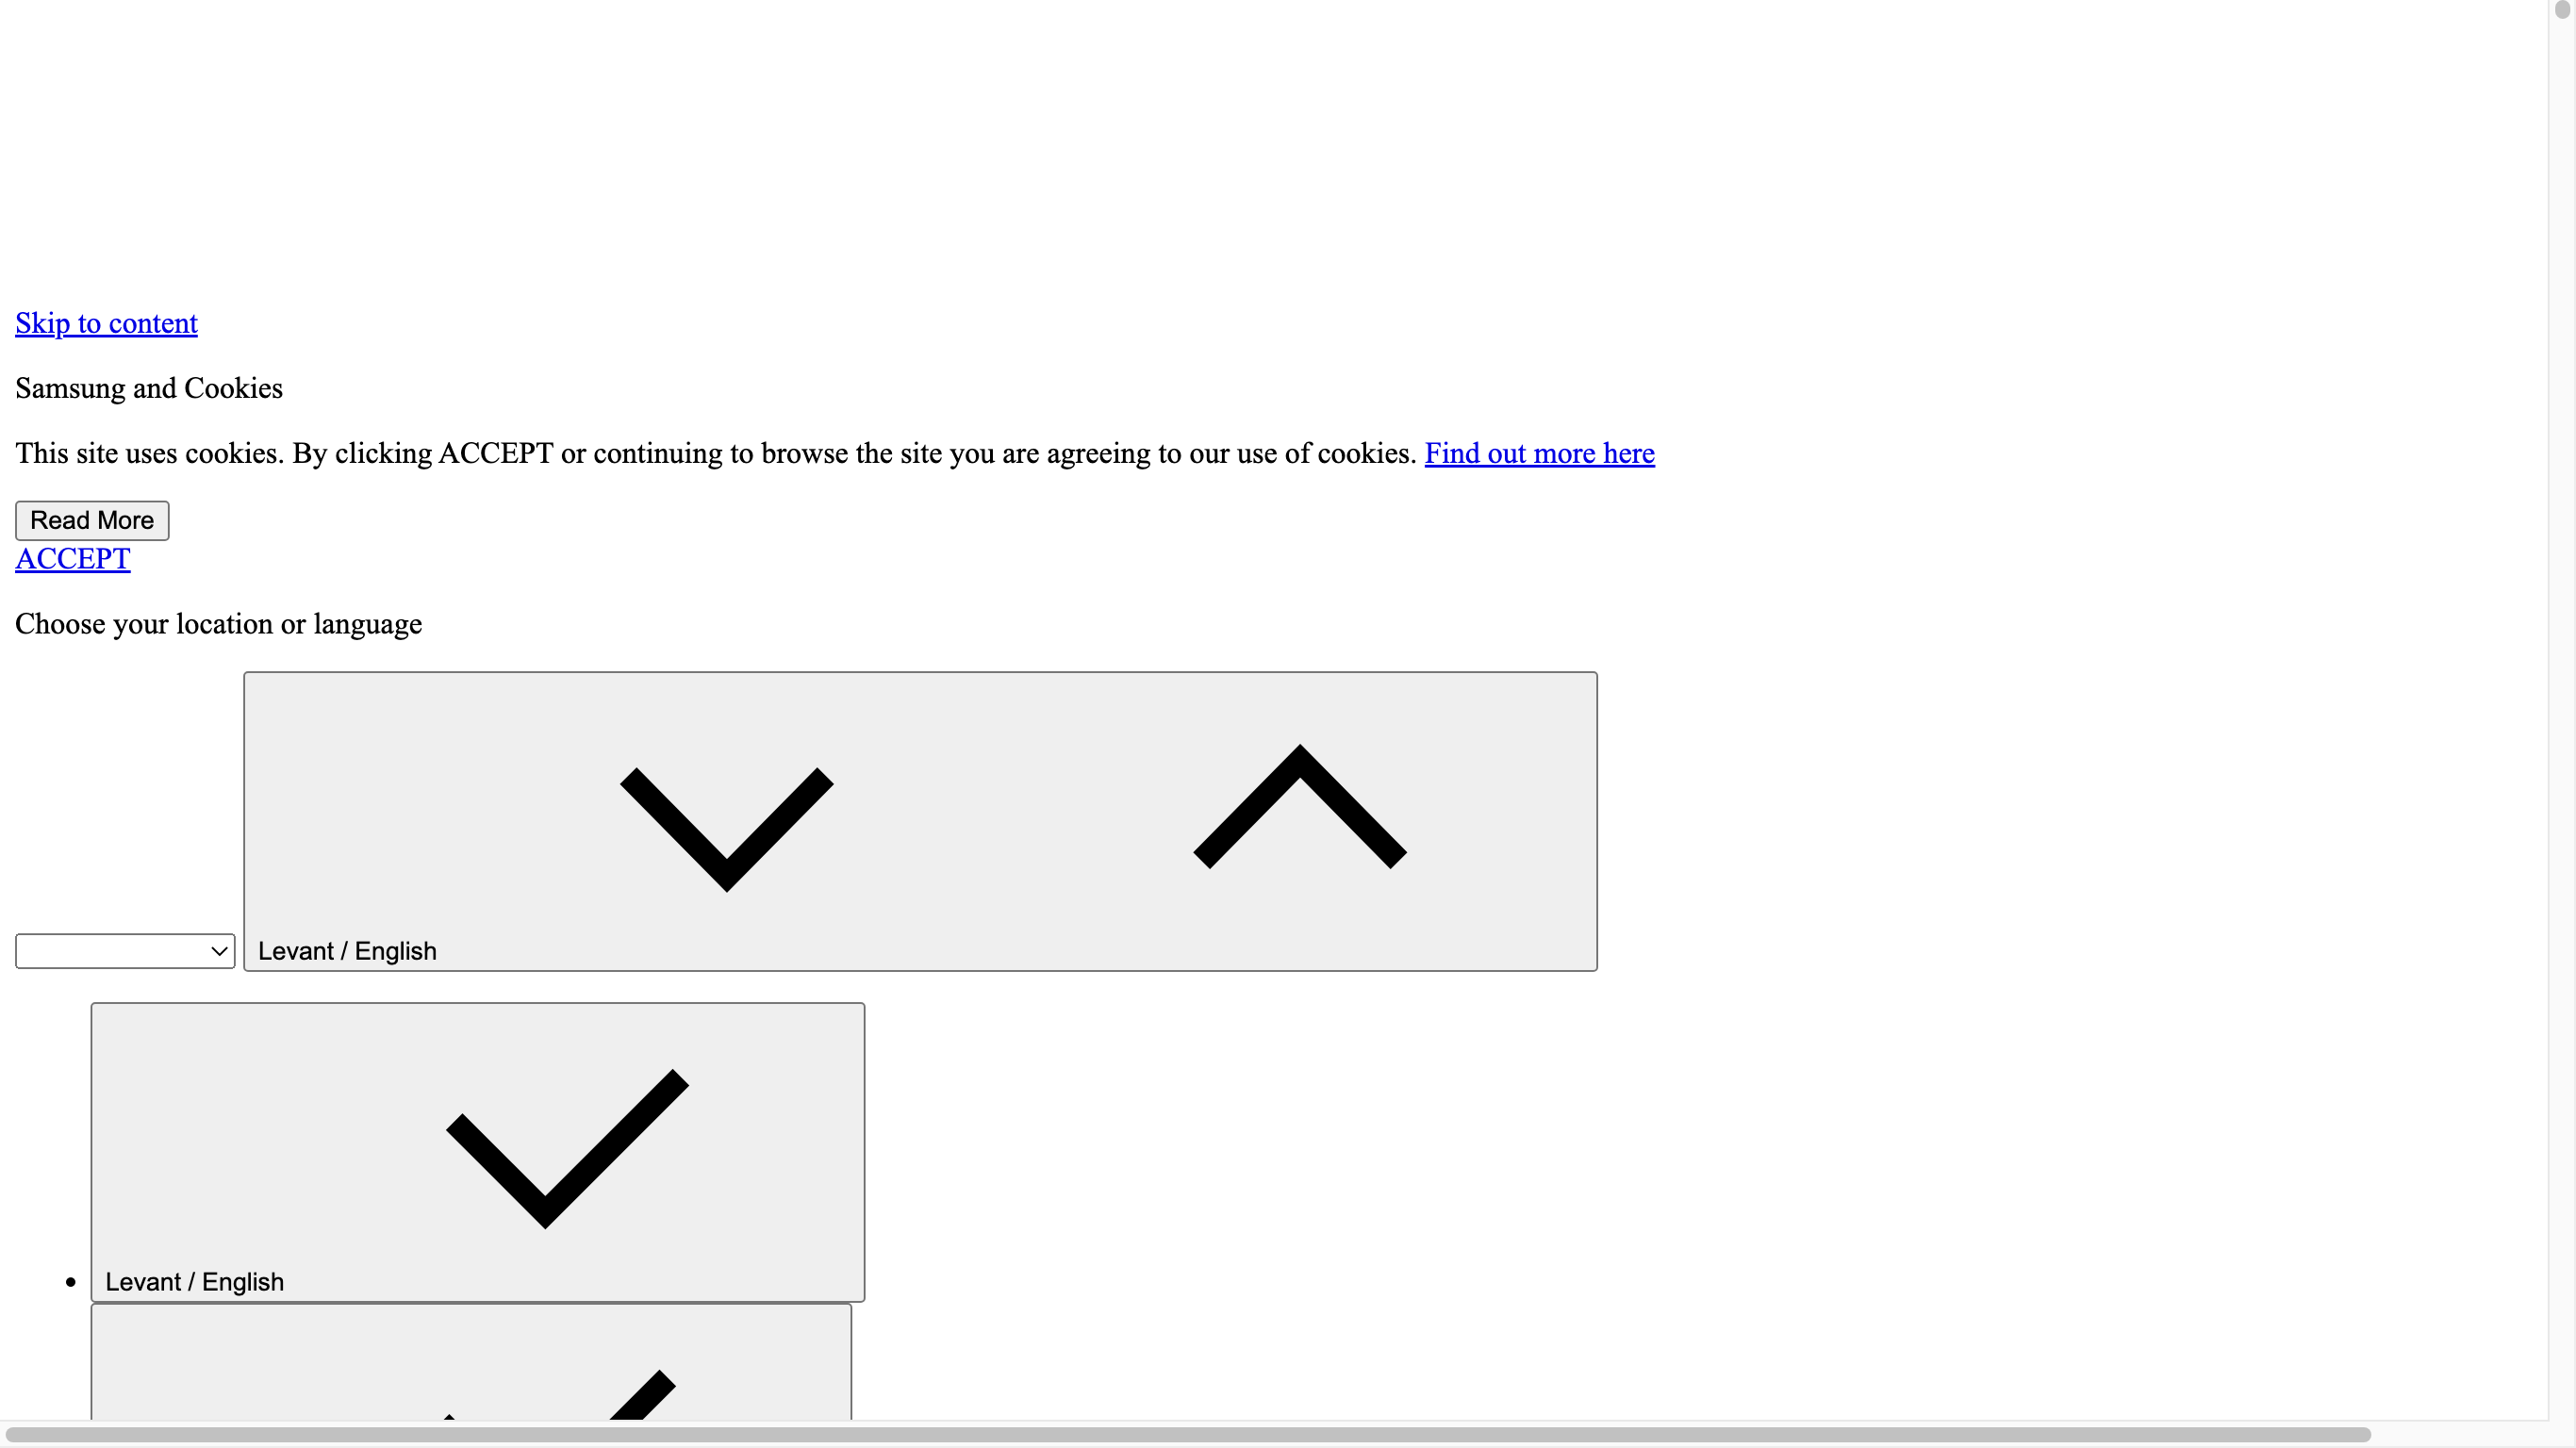 Skip to content
Samsung and Cookies
This site uses cookies. By clicking ACCEPT or continuing to browse the site you are agreeing to our use of cookies. Find out more here
Read More
ACCEPT
Choose your location or language
Levant / English
Levant / English